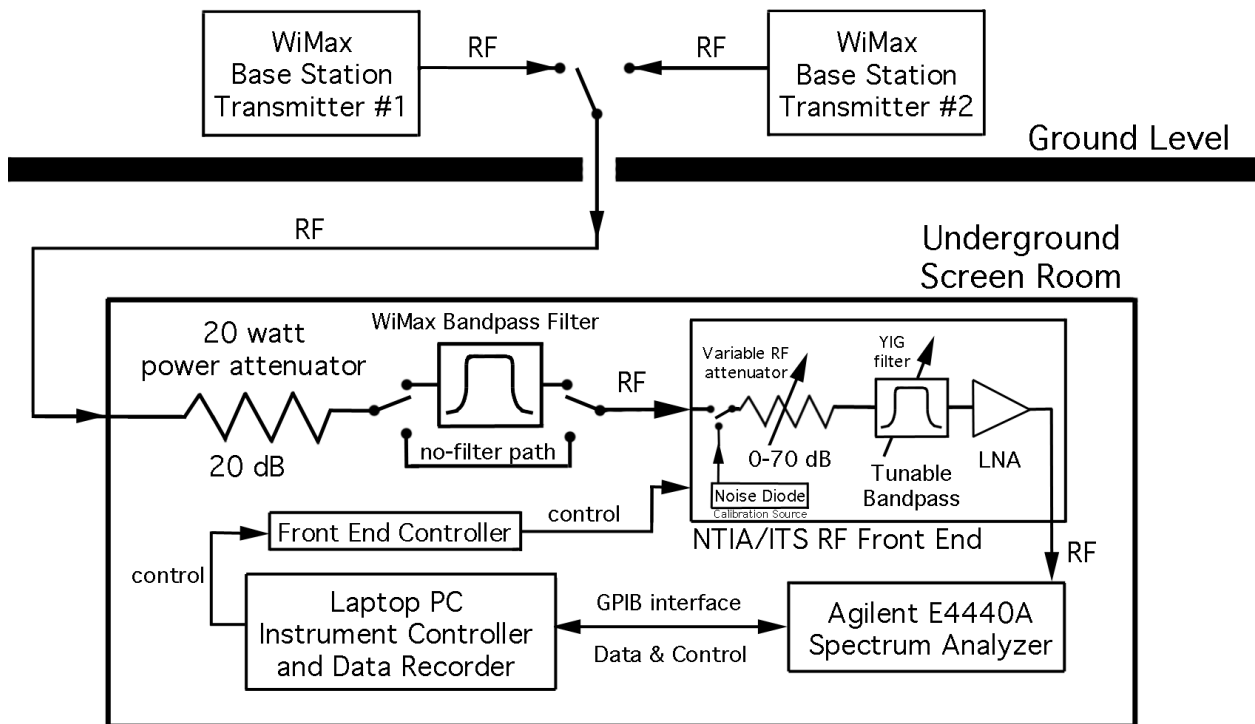 WiMax
Base Station
Transmitter #1
RF
RF
WiMax
Base Station
Transmitter #2
Ground Level
RF
Underground
Screen Room
20 watt
power attenuator
20 dB
WiMax Bandpass Filter
no-filter path
RF
Variable RF
attenuator
0-70 dB
YIG
filter
Tunable
Bandpass
LNA
Noise Diode
Calibration Source
NTIA/ITS RF Front End
Front End Controller
control
control
RF
Laptop PC
Instrument Controller
and Data Recorder
GPIB interface
Data & Control
Agilent E4440A
Spectrum Analyzer